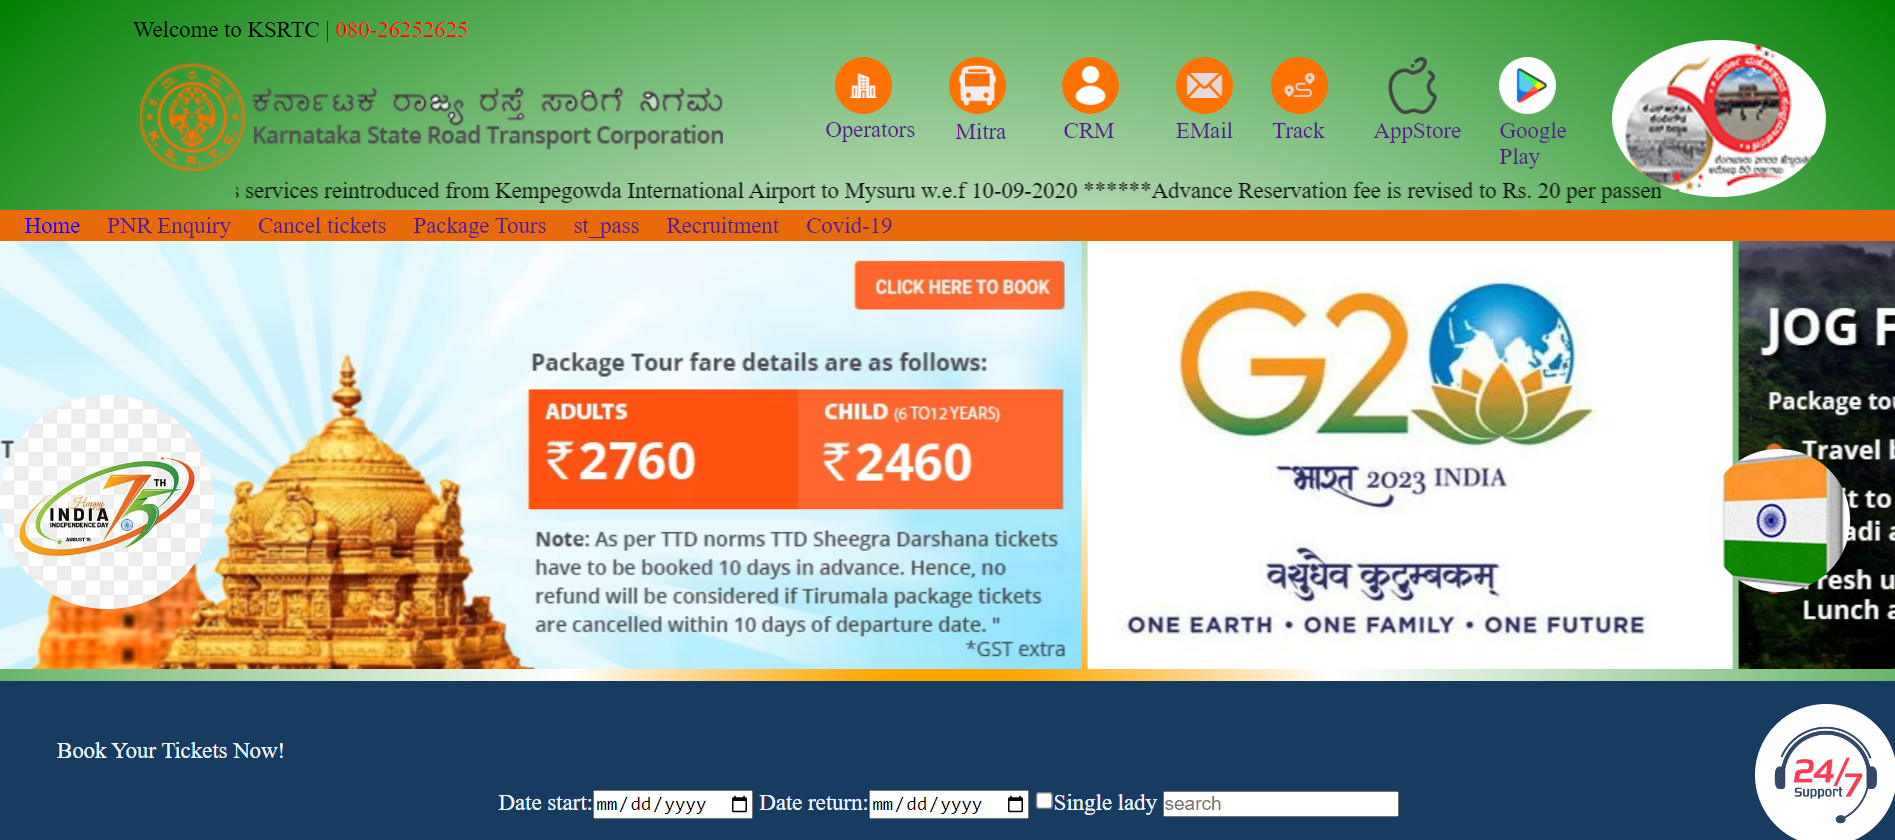 Welcome to KSRTC | 080-26252625
ಕರ್ನಾಟಕ ರಾಜ್ಯ ರಸ್ತೆ ಸಾರಿಗೆ ನಿಗಮ
Karnataka State Road Transport Corporation
K. S. R. T. C.
Operators
Mitra
CRM
EMail
Track
AppStore
Google
Play
s services reintroduced from Kempegowda International Airport to Mysuru w.e.f 10-09-2020 ******Advance Reservation fee is revised to Rs. 20 per passen
Home PNR Enquiry Cancel tickets Package Tours st_pass Recruitment Covid-19
CLICK HERE TO BOOK
Package Tour fare details are as follows:
ADULTS
₹2760
CHILD (6 TO12 YEARS)
₹2460
Note: As per TTD norms TTD Sheegra Darshana tickets
have to be booked 10 days in advance. Hence, no
refund will be considered if Tirumala package tickets
are cancelled within 10 days of departure date. "
*GST extra
T
Happy
75TH
INDIA
INDEPENDENCE DAY
AUGUST 15
G20
भारत 2023 INDIA
वसुधैव कुटुम्बकम्
ONE EARTH • ONE FAMILY • ONE FUTURE
JOG F
Package tou
Travel b
it to
adi a
Fresh u
Lunch a
Book Your Tickets Now!
Date start: mm/dd/yyyy Date return: mm/dd/yyyy Single lady search
24/7
Support